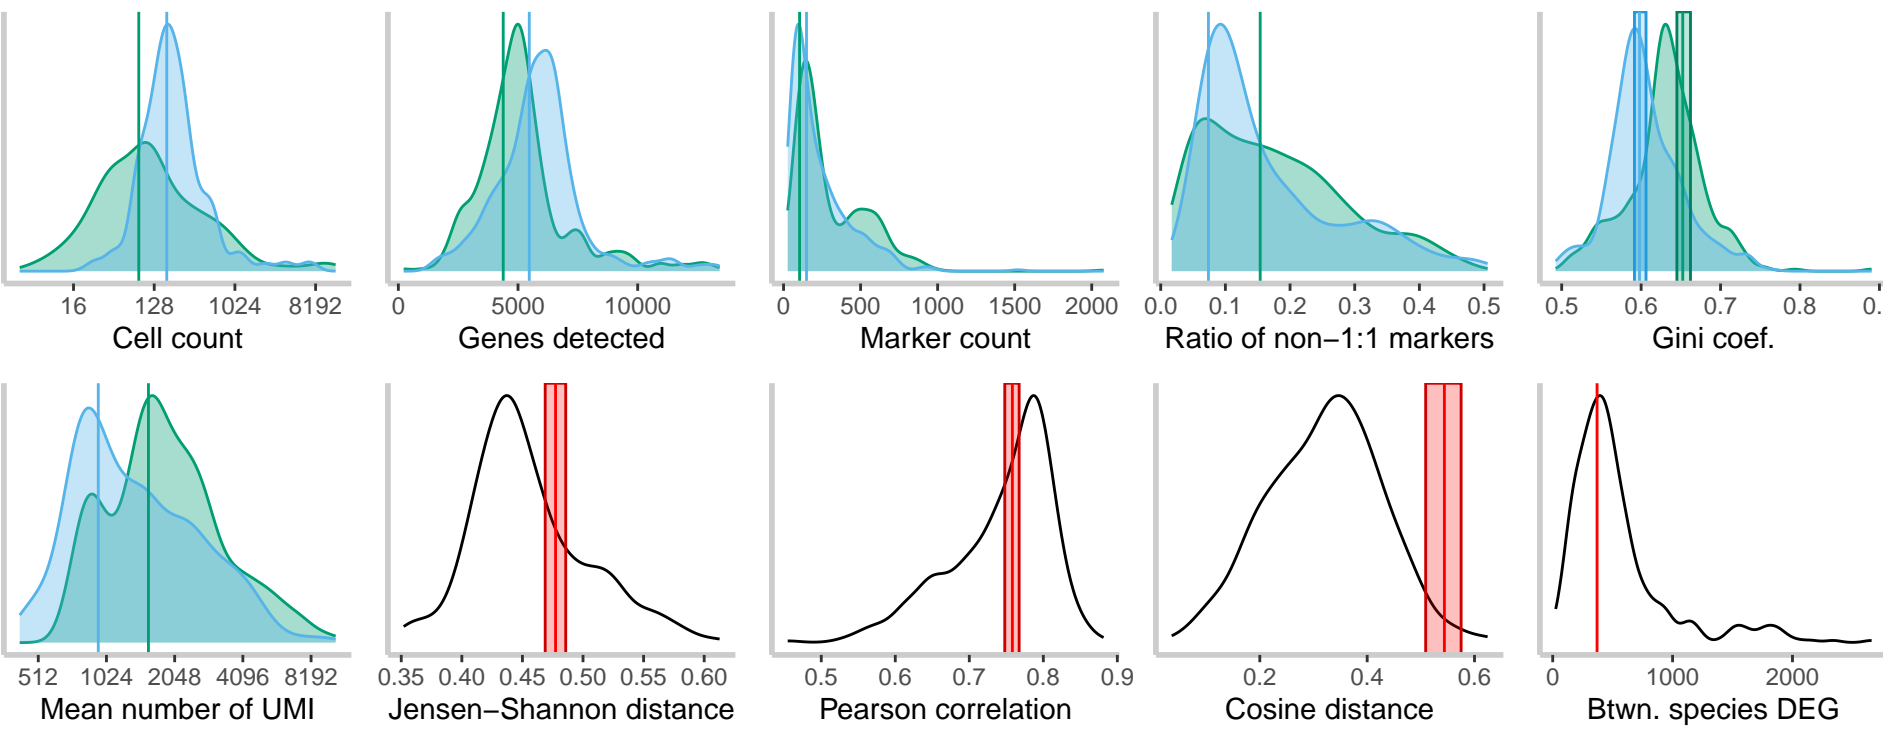 16 128 1024 8192
Cell count
0 5000 10000
Genes detected
0 500 1000 1500 2000
Marker count
0.0 0.1 0.2 0.3 0.4 0.5
Ratio of non−1:1 markers
0.5 0.6 0.7 0.8 0.
Gini coef.
512 1024 2048 4096 8192
Mean number of UMI
0.35 0.40 0.45 0.50 0.55 0.60
Jensen−Shannon distance
0.5 0.6 0.7 0.8 0.9
Pearson correlation
0.2 0.4 0.6
Cosine distance
0 1000 2000
Btwn. species DEG